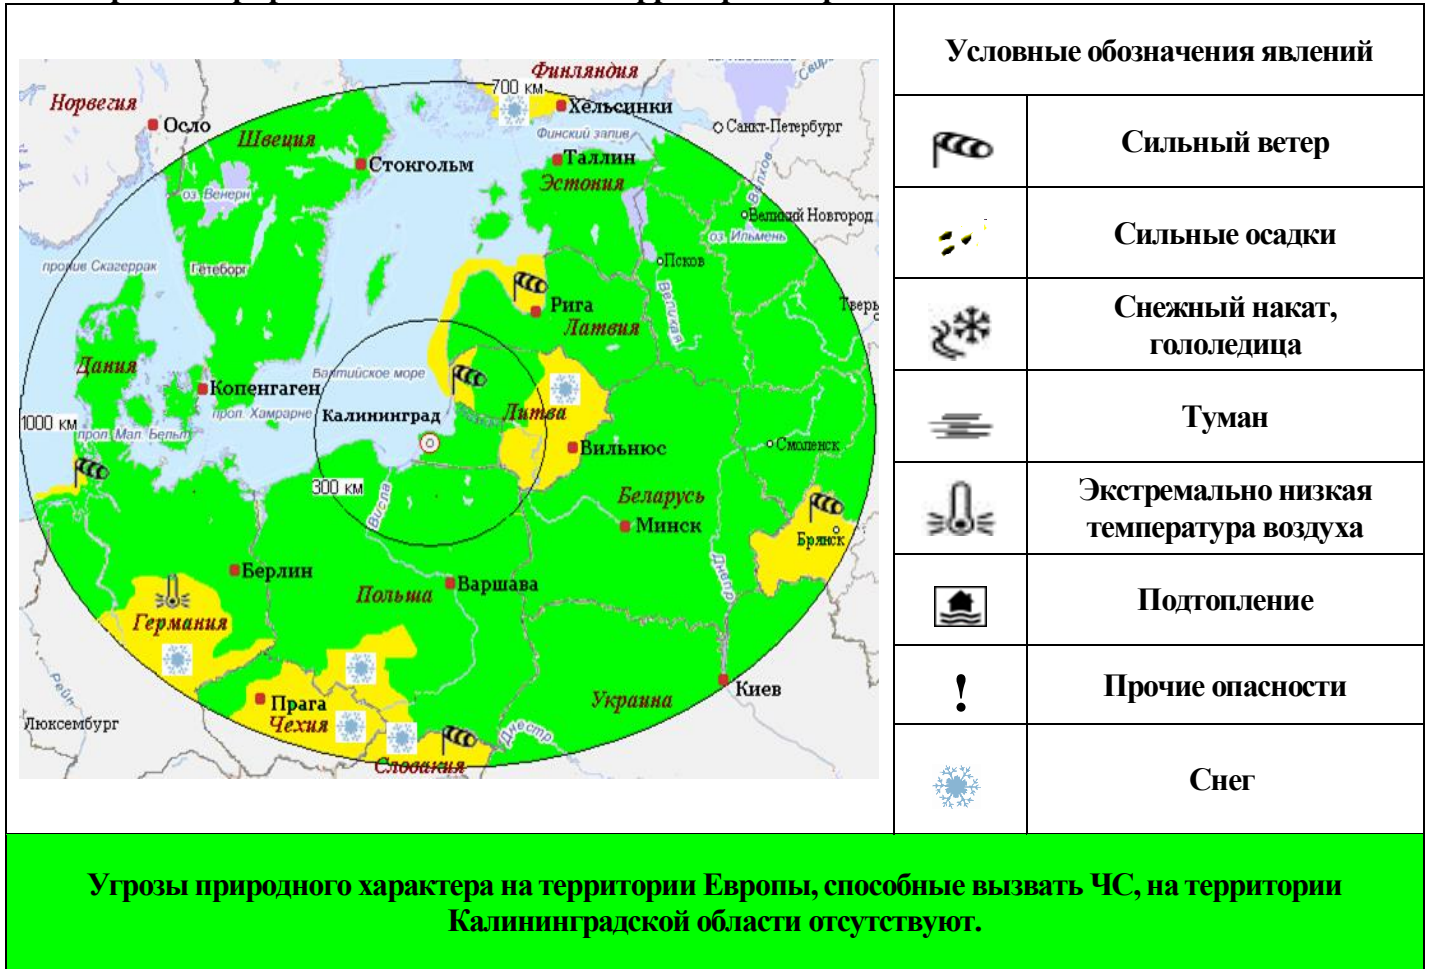 Условные обозначения явлений
Сильный ветер
Сильные осадки
Снежный накат,
гололедица
Туман
Экстремально низкая
температура воздуха
Подтопление
!
Прочие опасности
Снег
Финляндия
700 км
Хельсинки
Норвегия
Осло
Швеция
Финский залив
Санкт-Петербург
Стокгольм
Таллин
Эстония
Волхов
оз. Венерн
Великий Новгород
оз. Ильмень
пролив Скагеррак
Гётеборг
Псков
Великая
Рига
Латвия
Тверь
Дания
Балтийское море
Копенгаген
Калининград
Литва
прол. Хамрарне
1000 км
прол. Мал. Бельт
Вильнюс
Смоленск
300 км
Висла
Беларусь
Минск
Брянск
Днепр
Берлин
Польша
Варшава
Германия
Рейн
Прага
Чехия
Люксембург
Украина
Киев
Днестр
Словакия
Угрозы природного характера на территории Европы, способные вызвать ЧС, на территории
Калининградской области отсутствуют.